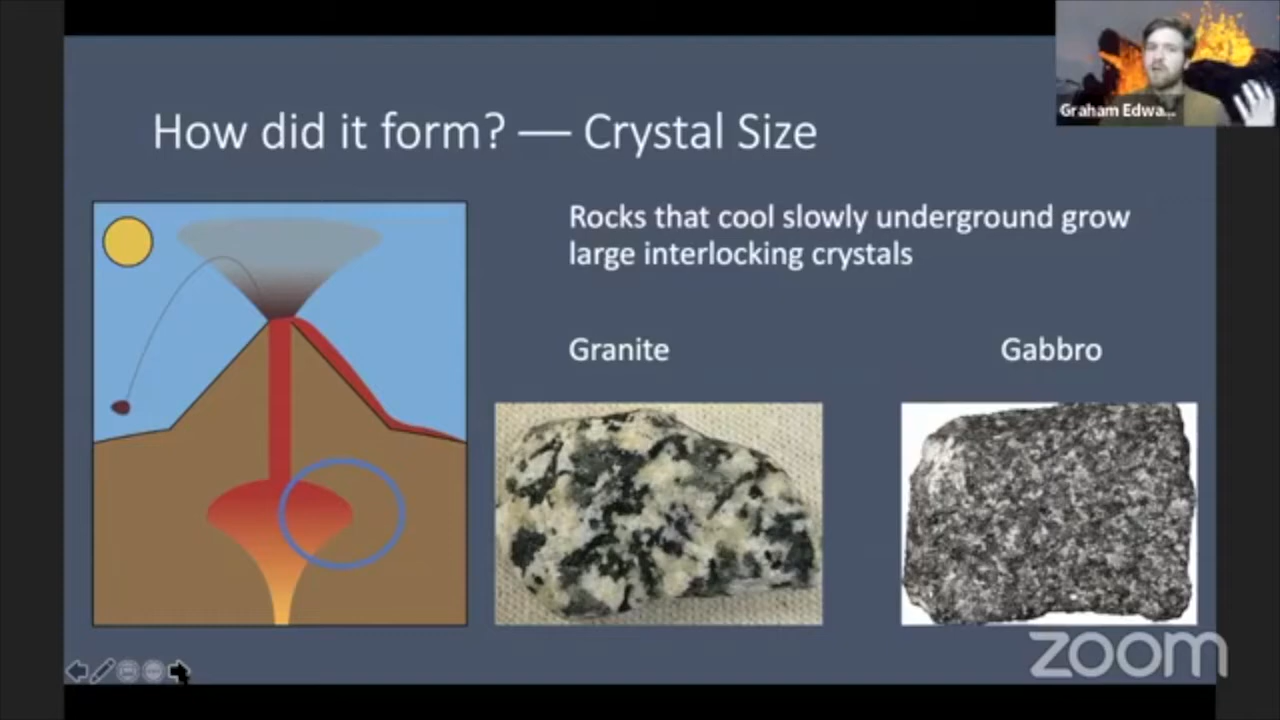 Graham Edwa...
How did it form? — Crystal Size
Rocks that cool slowly underground grow
large interlocking crystals
Granite
Gabbro
zoom